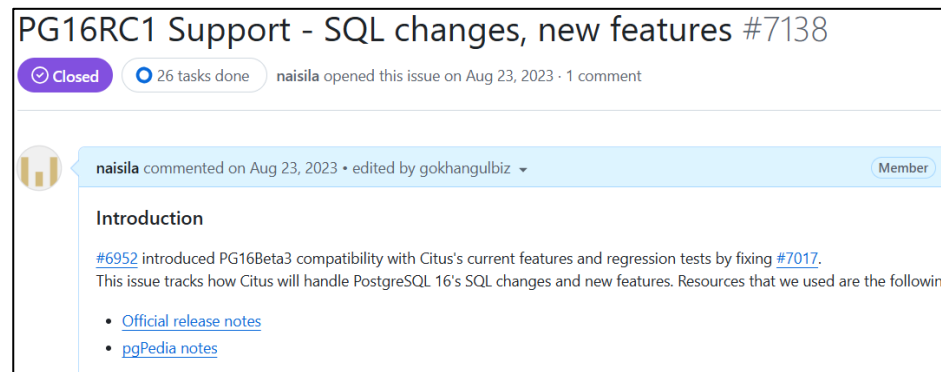 PG16RC1 Support - SQL changes, new features #7138
Closed 26 tasks done naisila opened this issue on Aug 23, 2023 · 1 comment
naisila commented on Aug 23, 2023 • edited by gokhangulbiz Member
Introduction
#6952 introduced PG16Beta3 compatibility with Citus's current features and regression tests by fixing #7017.
This issue tracks how Citus will handle PostgreSQL 16's SQL changes and new features. Resources that we used are the followin
• Official release notes
• pgPedia notes